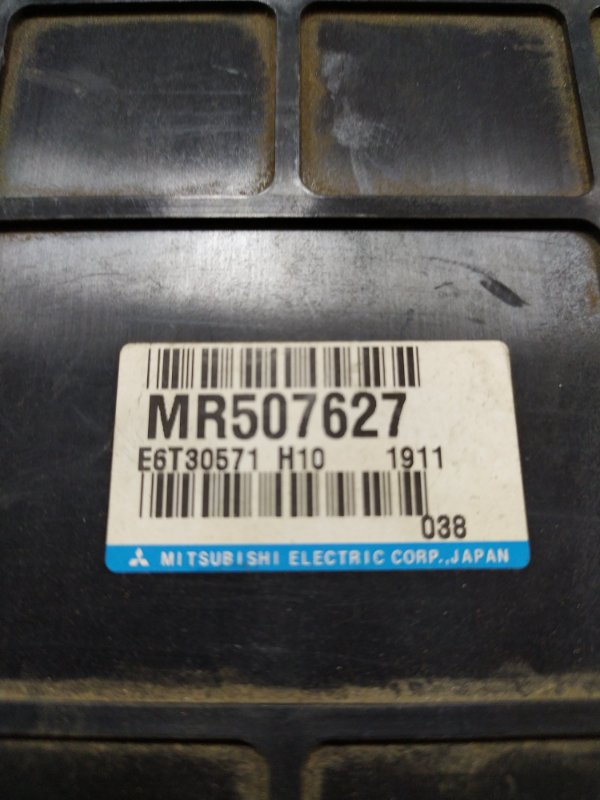 MR507627
E6T30571 H10 1911
038
MITSUBISHI ELECTRIC CORP.,JAPAN